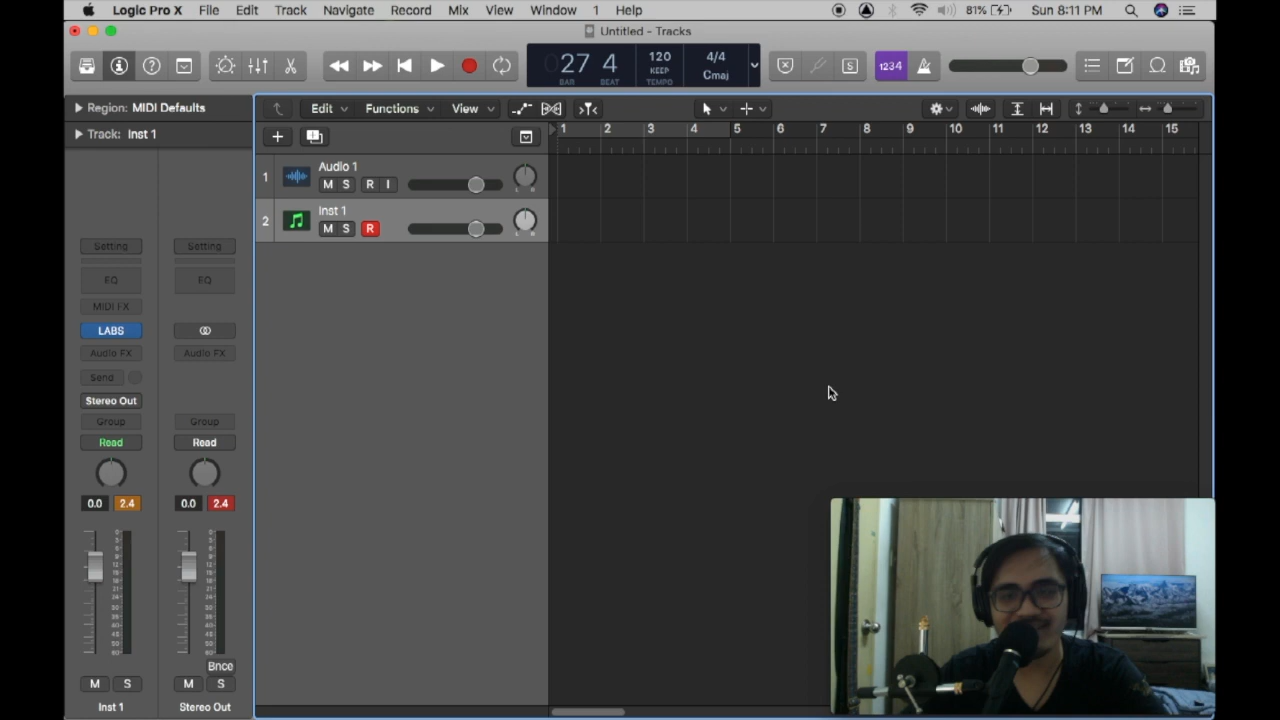 Logic Pro X File Edit Track Navigate Record Mix View Window 1 Help 81% Sun 8:11 PM
Untitled - Tracks
27 4 120 4/4
KEEP Cmaj
BAR BEAT TEMPO
1234
S
Region: MIDI Defaults
Edit Functions View
Track: Inst 1
1 2 3 4 5 6 7 8 9 10 11 12 13 14 15
1 Audio 1
M S R I
L R
2 Inst 1
M S R
L R
Setting Setting
EQ EQ
MIDI FX
LABS
Audio FX Audio FX
Send
Stereo Out
Group Group
Read Read
0.0 2.4 0.0 2.4
Bnce
M S M S
Inst 1 Stereo Out